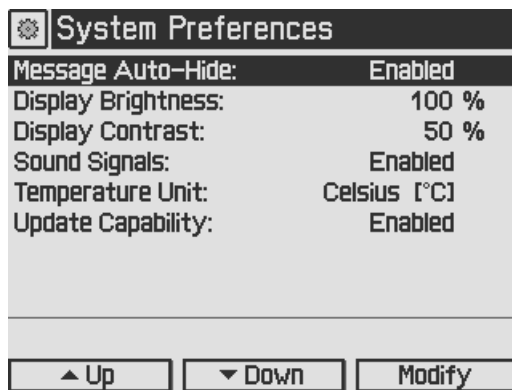 System Preferences
Message Auto-Hide: Enabled
Display Brightness: 100 %
Display Contrast: 50 %
Sound Signals: Enabled
Temperature Unit: Celsius [°C]
Update Capability: Enabled
▲ Up ▼ Down Modify